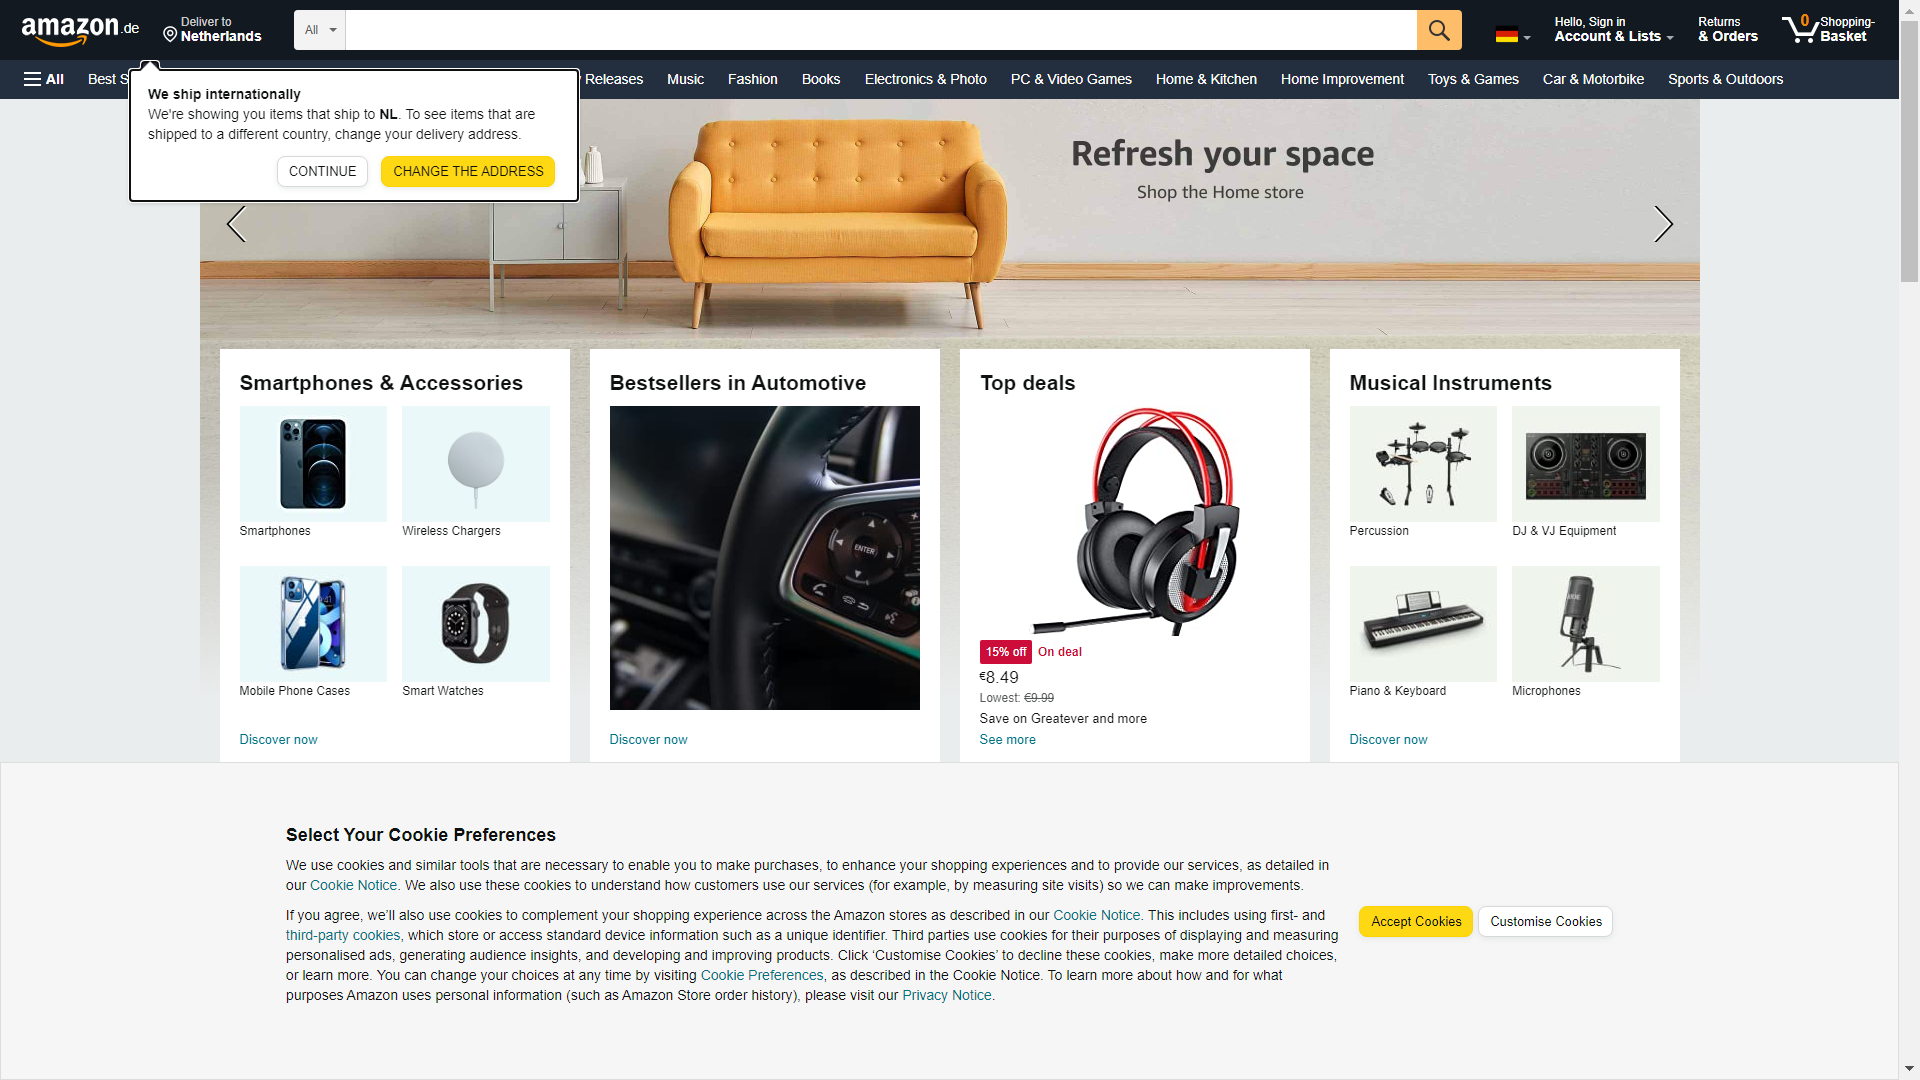 amazon.de
Deliver to
Netherlands
All
Hello, Sign in
Account & Lists
Returns
& Orders
0
Shopping-
Basket
All
Best S
Releases
Music
Fashion
Books
Electronics & Photo
PC & Video Games
Home & Kitchen
Home Improvement
Toys & Games
Car & Motorbike
Sports & Outdoors
We ship internationally
We're showing you items that ship to NL. To see items that are
shipped to a different country, change your delivery address.
CONTINUE
CHANGE THE ADDRESS
Refresh your space
Shop the Home store
Smartphones & Accessories
Smartphones
Wireless Chargers
Mobile Phone Cases
Smart Watches
Discover now
Bestsellers in Automotive
ENTER
Discover now
Top deals
15% off
On deal
€8.49
Lowest: €9.99
Save on Greatever and more
See more
Musical Instruments
Percussion
DJ & VJ Equipment
Piano & Keyboard
Microphones
Discover now
Select Your Cookie Preferences
We use cookies and similar tools that are necessary to enable you to make purchases, to enhance your shopping experiences and to provide our services, as detailed in
our Cookie Notice. We also use these cookies to understand how customers use our services (for example, by measuring site visits) so we can make improvements.
If you agree, we’ll also use cookies to complement your shopping experience across the Amazon stores as described in our Cookie Notice. This includes using first- and
third-party cookies, which store or access standard device information such as a unique identifier. Third parties use cookies for their purposes of displaying and measuring
personalised ads, generating audience insights, and developing and improving products. Click ‘Customise Cookies’ to decline these cookies, make more detailed choices,
or learn more. You can change your choices at any time by visiting Cookie Preferences, as described in the Cookie Notice. To learn more about how and for what
purposes Amazon uses personal information (such as Amazon Store order history), please visit our Privacy Notice.
Accept Cookies
Customise Cookies